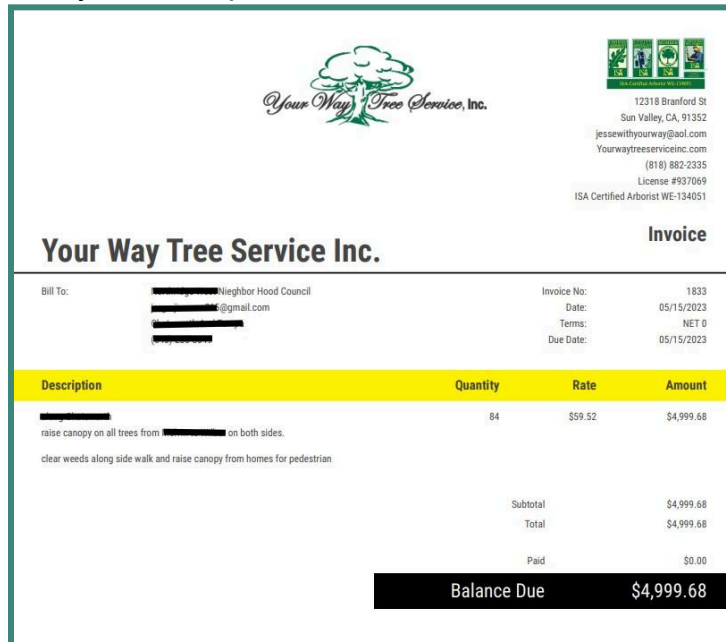 Your Way Tree Service, Inc.
ISA ISA ISA ISA
ISA Certified Arborist WE-134051
12318 Branford St
Sun Valley, CA, 91352
jessewithyourway@aol.com
Yourwaytreeserviceinc.com
(818) 882-2335
License #937069
ISA Certified Arborist WE-134051
Invoice
Your Way Tree Service Inc.
Bill To:
Nieghbor Hood Council
@gmail.com
Invoice No: 1833
Date: 05/15/2023
Terms: NET 0
Due Date: 05/15/2023
Description Quantity Rate Amount
84 $59.52 $4,999.68
raise canopy on all trees from on both sides.
clear weeds along side walk and raise canopy from homes for pedestrian
Subtotal $4,999.68
Total $4,999.68
Paid $0.00
Balance Due $4,999.68